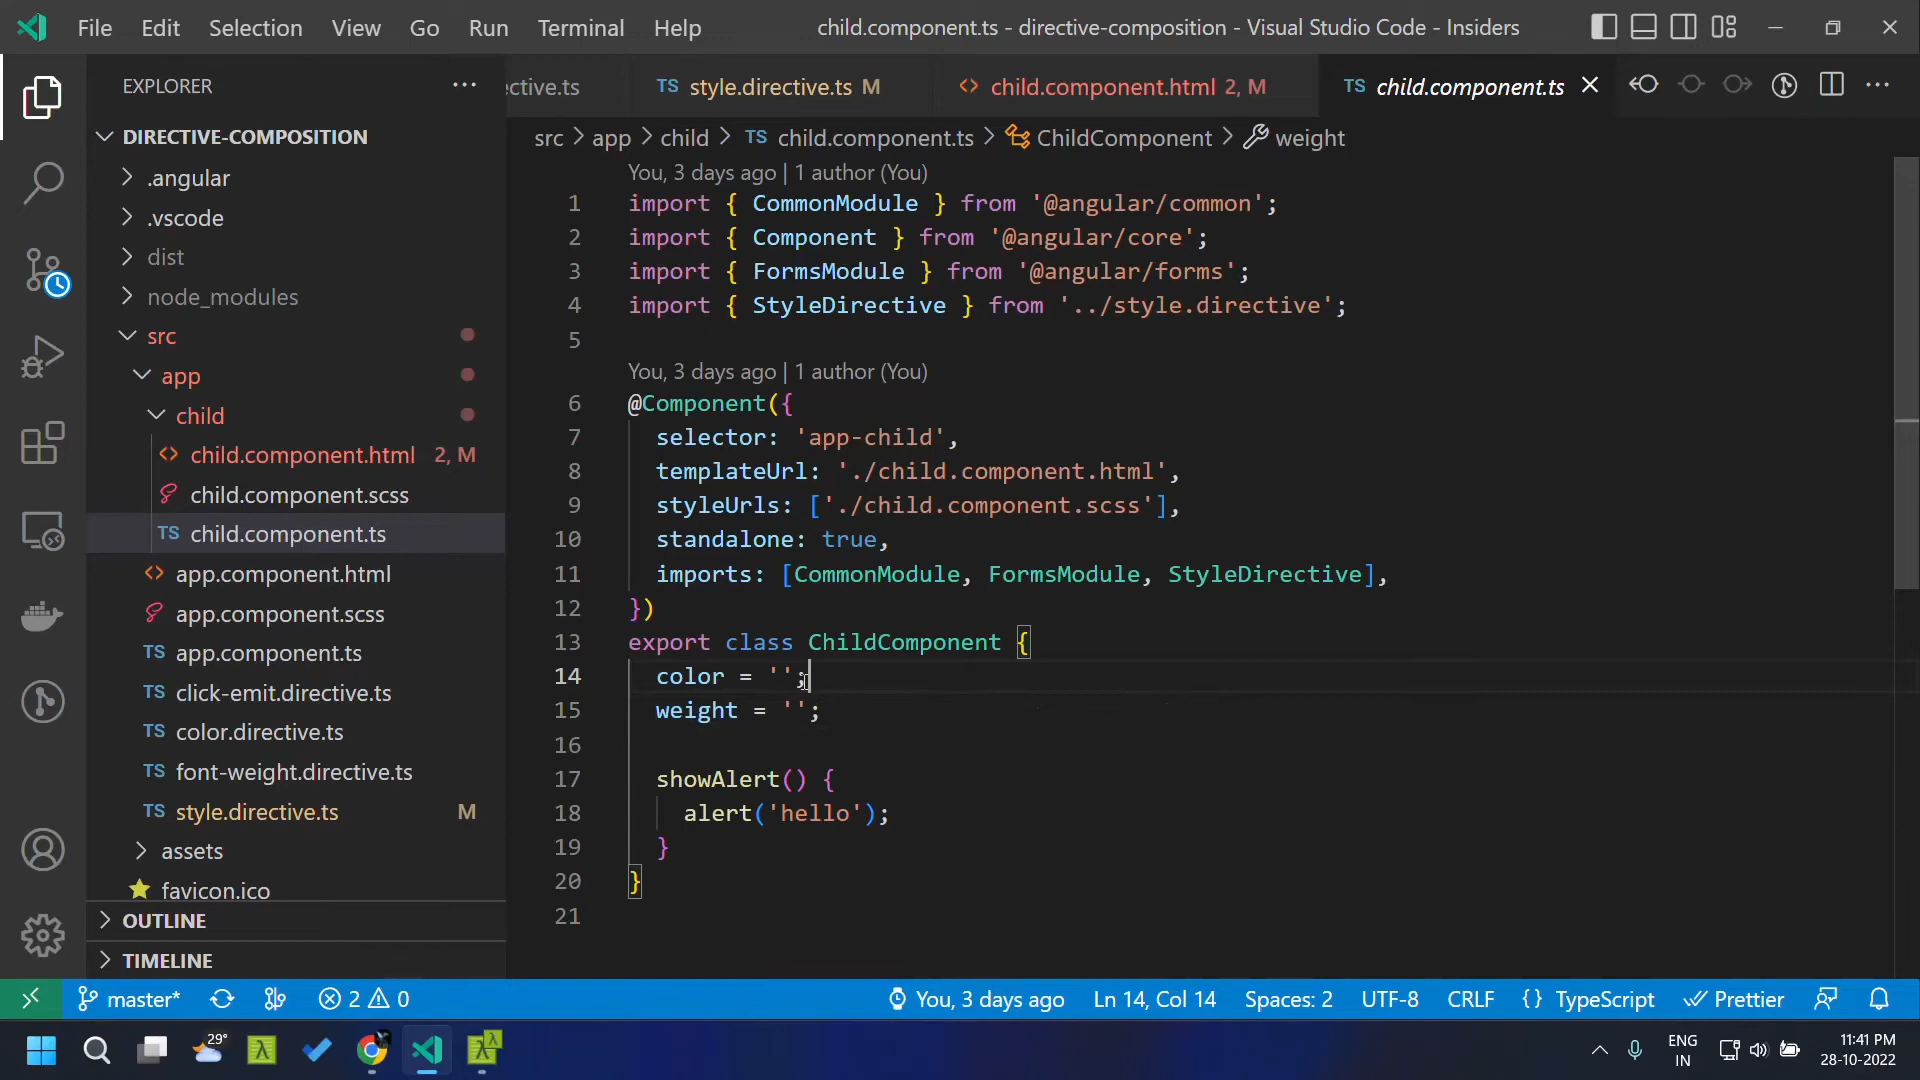 File Edit Selection View Go Run Terminal Help
child.component.ts - directive-composition - Visual Studio Code - Insiders
EXPLORER
DIRECTIVE-COMPOSITION
.angular
.vscode
dist
node_modules
src
app
child
child.component.html 2, M
child.component.scss
TS child.component.ts
app.component.html
app.component.scss
TS app.component.ts
TS click-emit.directive.ts
TS color.directive.ts
TS font-weight.directive.ts
TS style.directive.ts M
assets
favicon.ico
OUTLINE
TIMELINE
ective.ts TS style.directive.ts M child.component.html 2, M TS child.component.ts
src > app > child > TS child.component.ts > ChildComponent > weight
You, 3 days ago | 1 author (You)
1 import { CommonModule } from '@angular/common';
2 import { Component } from '@angular/core';
3 import { FormsModule } from '@angular/forms';
4 import { StyleDirective } from '../style.directive';
5
You, 3 days ago | 1 author (You)
6 @Component({
7 selector: 'app-child',
8 templateUrl: './child.component.html',
9 styleUrls: ['./child.component.scss'],
10 standalone: true,
11 imports: [CommonModule, FormsModule, StyleDirective],
12 })
13 export class ChildComponent {
14 color = '';
15 weight = '';
16
17 showAlert() {
18 alert('hello');
19 }
20 }
21
master* 2 0 You, 3 days ago Ln 14, Col 14 Spaces: 2 UTF-8 CRLF {} TypeScript Prettier
29°
ENG
IN
11:41 PM
28-10-2022